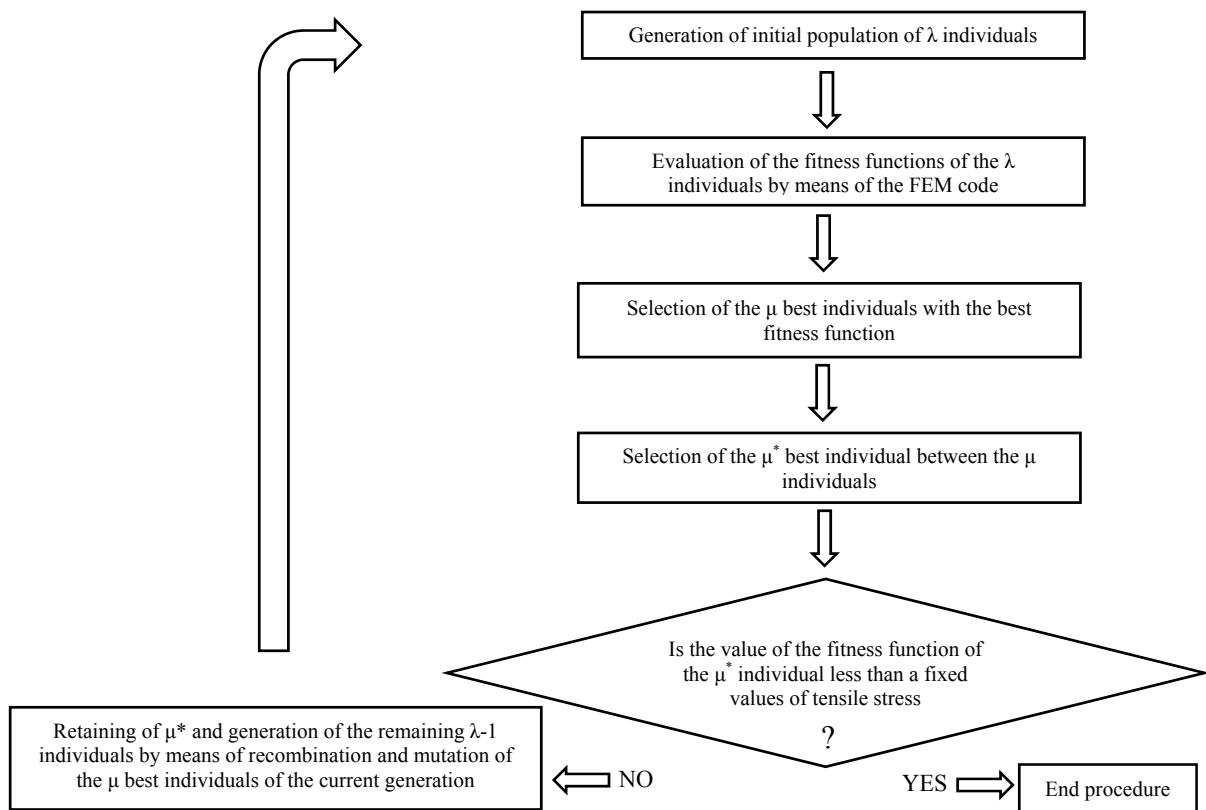 Generation of initial population of λ individuals
Evaluation of the fitness functions of the λ
individuals by means of the FEM code
Selection of the μ best individuals with the best
fitness function
Selection of the μ* best individual between the μ
individuals
Is the value of the fitness function of
the μ* individual less than a fixed
values of tensile stress
?
Retaining of μ* and generation of the remaining λ-1
individuals by means of recombination and mutation of
the μ best individuals of the current generation
NO
YES
End procedure